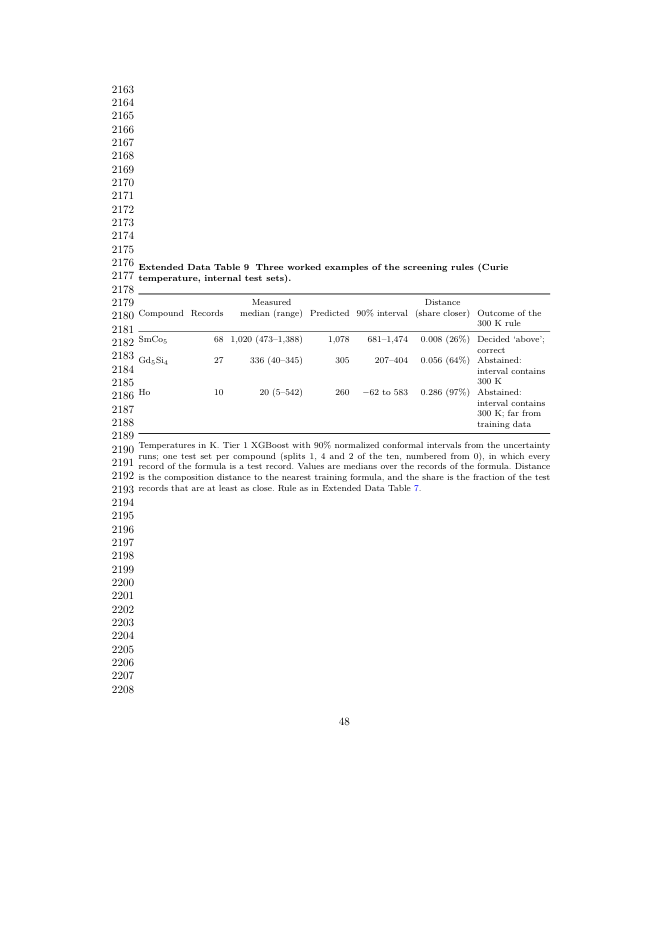 2163
2164
2165
2166
2167
2168
2169
2170
2171
2172
2173
2174
2175
2176
2177
2178
2179
2180
2181
2182
2183
2184
2185
2186
2187
2188
2189
2190
2191
2192
2193
2194
2195
2196
2197
2198
2199
2200
2201
2202
2203
2204
2205
2206
2207
2208
Extended Data Table 9 Three worked examples of the screening rules (Curie
temperature, internal test sets).
Measured Distance
Compound Records median (range) Predicted 90% interval (share closer) Outcome of the
300 K rule
SmCo₅ 68 1,020 (473–1,388) 1,078 681–1,474 0.008 (26%) Decided ‘above’;
correct
Gd₅Si₄ 27 336 (40–345) 305 207–404 0.056 (64%) Abstained:
interval contains
300 K
Ho 10 20 (5–542) 260 −62 to 583 0.286 (97%) Abstained:
interval contains
300 K; far from
training data
Temperatures in K. Tier 1 XGBoost with 90% normalized conformal intervals from the uncertainty
runs; one test set per compound (splits 1, 4 and 2 of the ten, numbered from 0), in which every
record of the formula is a test record. Values are medians over the records of the formula. Distance
is the composition distance to the nearest training formula, and the share is the fraction of the test
records that are at least as close. Rule as in Extended Data Table 7.
48